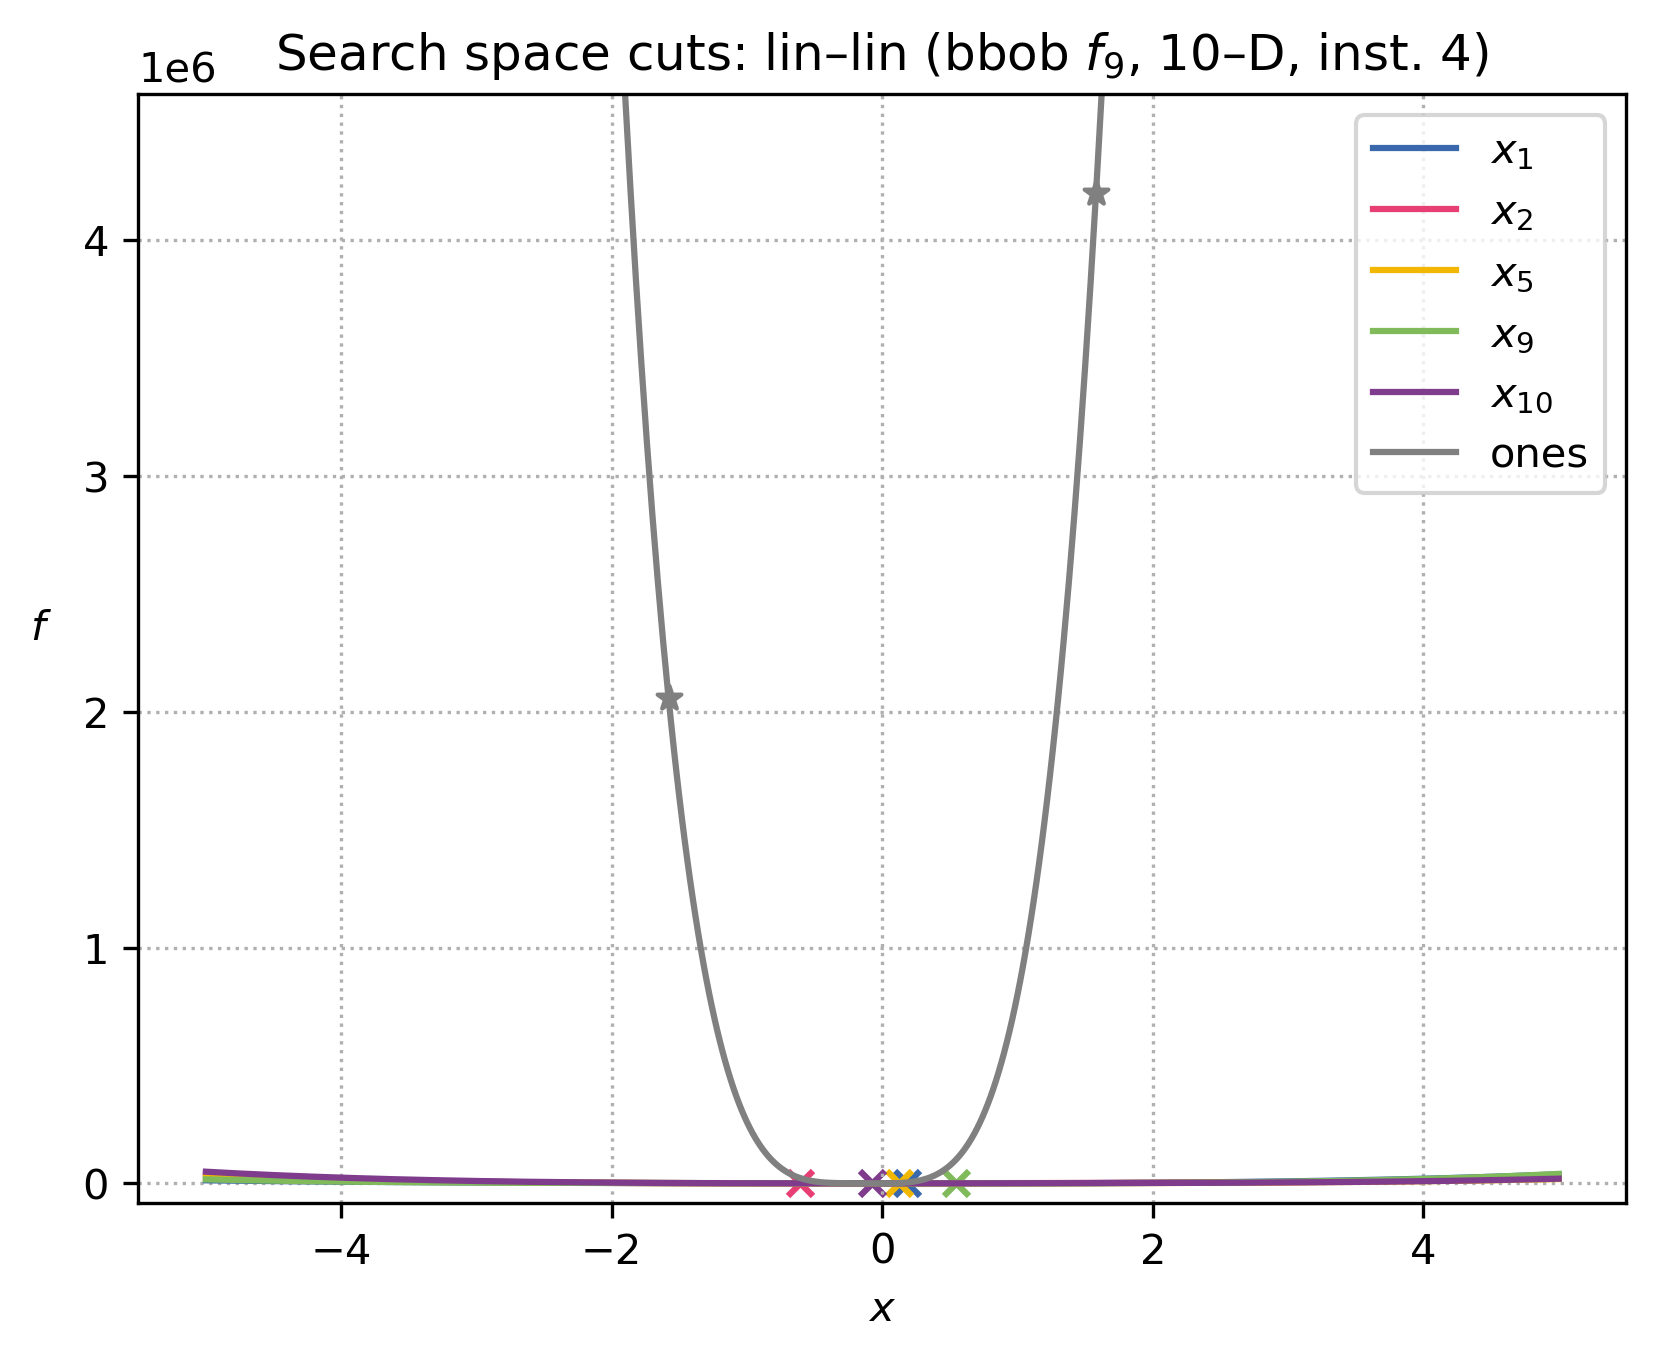 Search space cuts: lin–lin (bbob f₉, 10–D, inst. 4)
1e6
4
3
2
1
0
f
−4 −2 0 2 4
x
x₁
x₂
x₅
x₉
x₁₀
ones